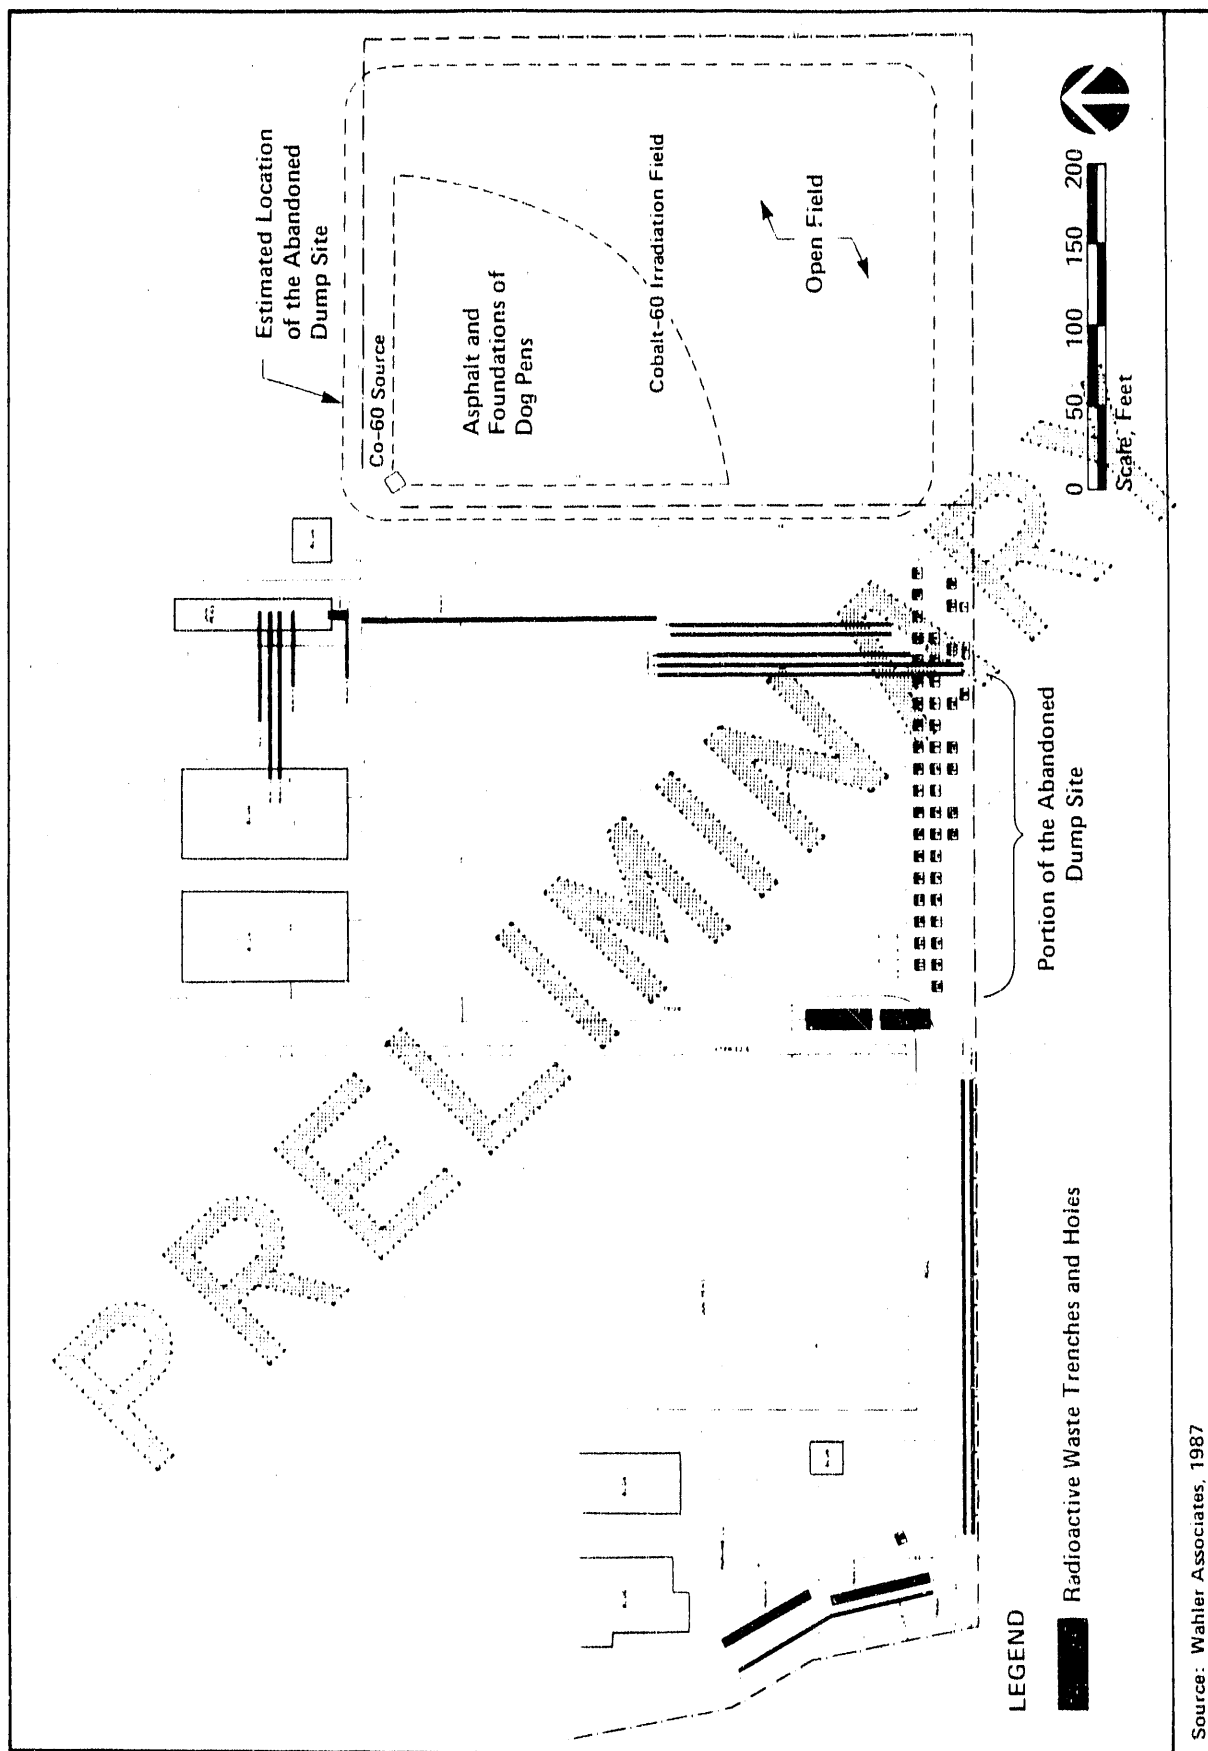 Estimated Location
of the Abandoned
Dump Site
Co-60 Source
Asphalt and
Foundations of
Dog Pens
Cobalt-60 Irradiation Field
Open Field
PRELIMINARY
0 50 100 150 200
Scale, Feet
Portion of the Abandoned
Dump Site
LEGEND
Radioactive Waste Trenches and Holes
Source: Wahler Associates, 1987